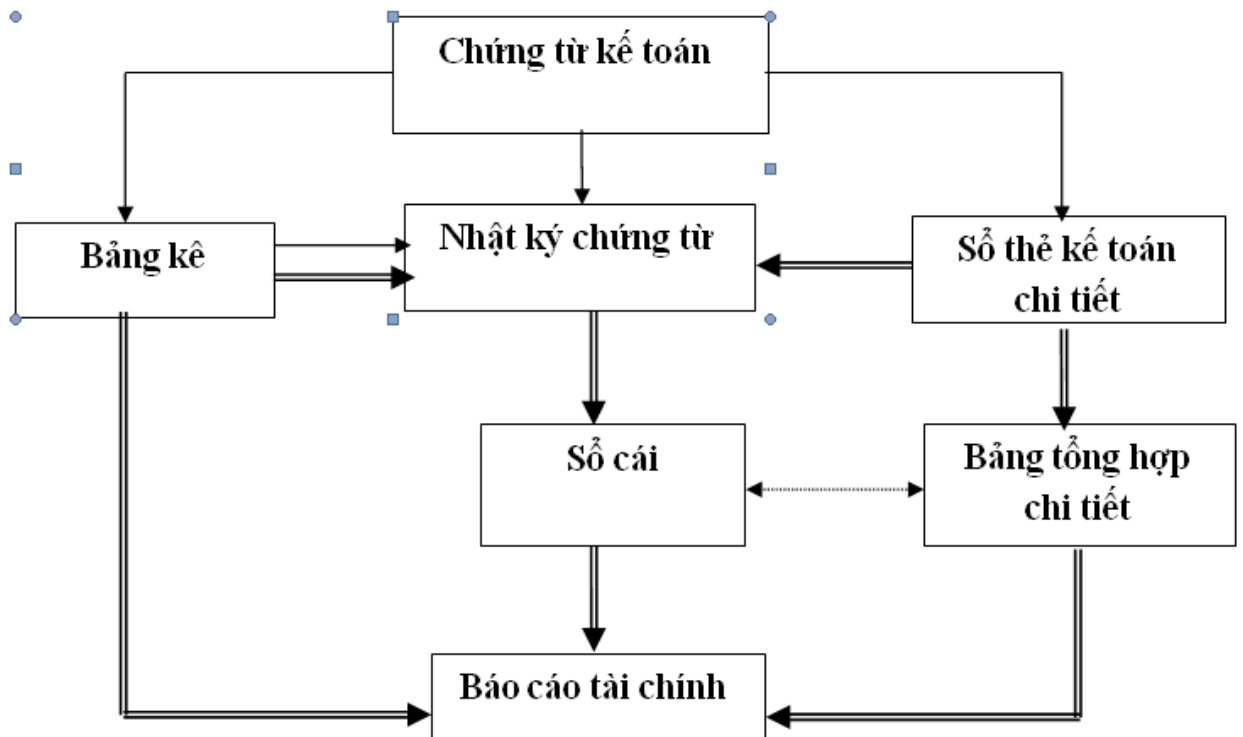 Chứng từ kế toán
Bảng kê
Nhật ký chứng từ
Sổ thẻ kế toán
chi tiết
Sổ cái
Bảng tổng hợp
chi tiết
Báo cáo tài chính